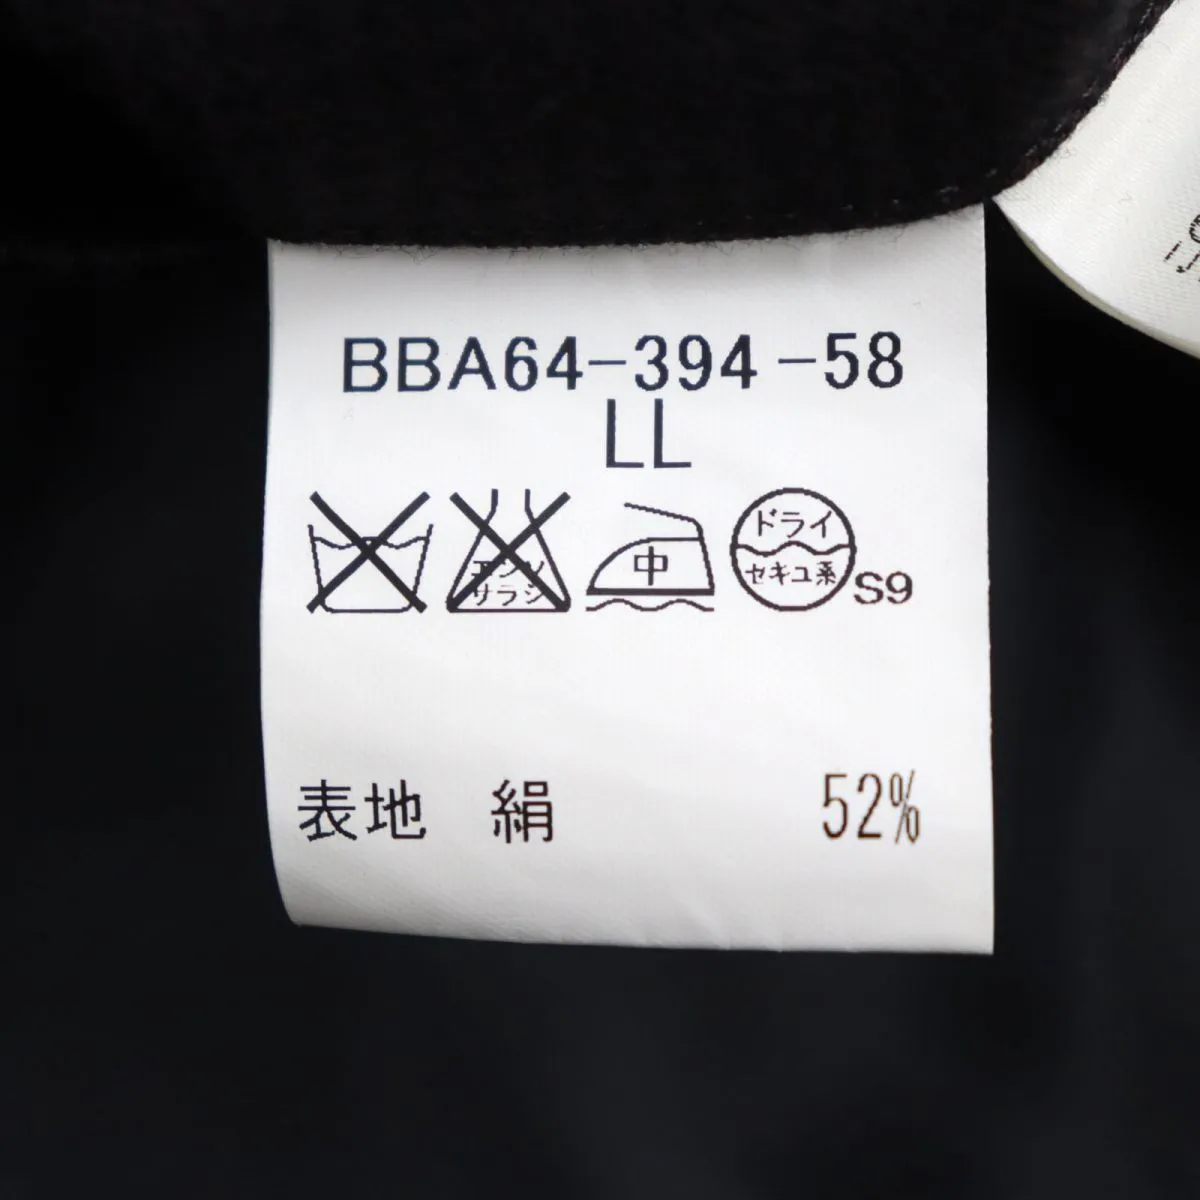 BBA64-394-58
LL
エンソ
サラシ
中
ドライ
セキユ系
S9
表地 絹 52%